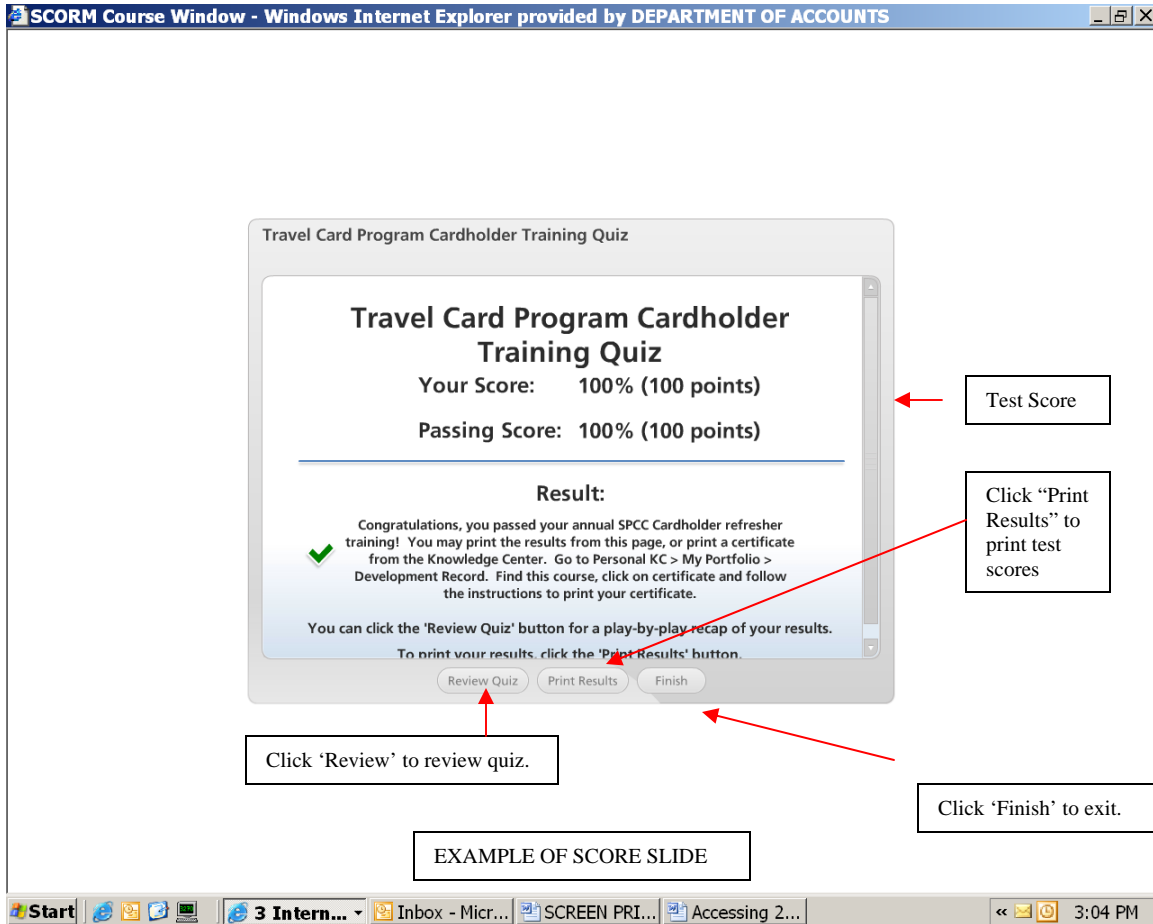 SCORM Course Window - Windows Internet Explorer provided by DEPARTMENT OF ACCOUNTS
Travel Card Program Cardholder Training Quiz
Travel Card Program Cardholder
Training Quiz
Your Score: 100% (100 points)
Passing Score: 100% (100 points)
Result:
Congratulations, you passed your annual SPCC Cardholder refresher
training! You may print the results from this page, or print a certificate
from the Knowledge Center. Go to Personal KC > My Portfolio >
Development Record. Find this course, click on certificate and follow
the instructions to print your certificate.
You can click the 'Review Quiz' button for a play-by-play recap of your results.
To print your results, click the 'Print Results' button.
Review Quiz
Print Results
Finish
Test Score
Click “Print
Results” to
print test
scores
Click ‘Review’ to review quiz.
Click ‘Finish’ to exit.
EXAMPLE OF SCORE SLIDE
Start
3 Intern...
Inbox - Micr...
SCREEN PRI...
Accessing 2...
3:04 PM